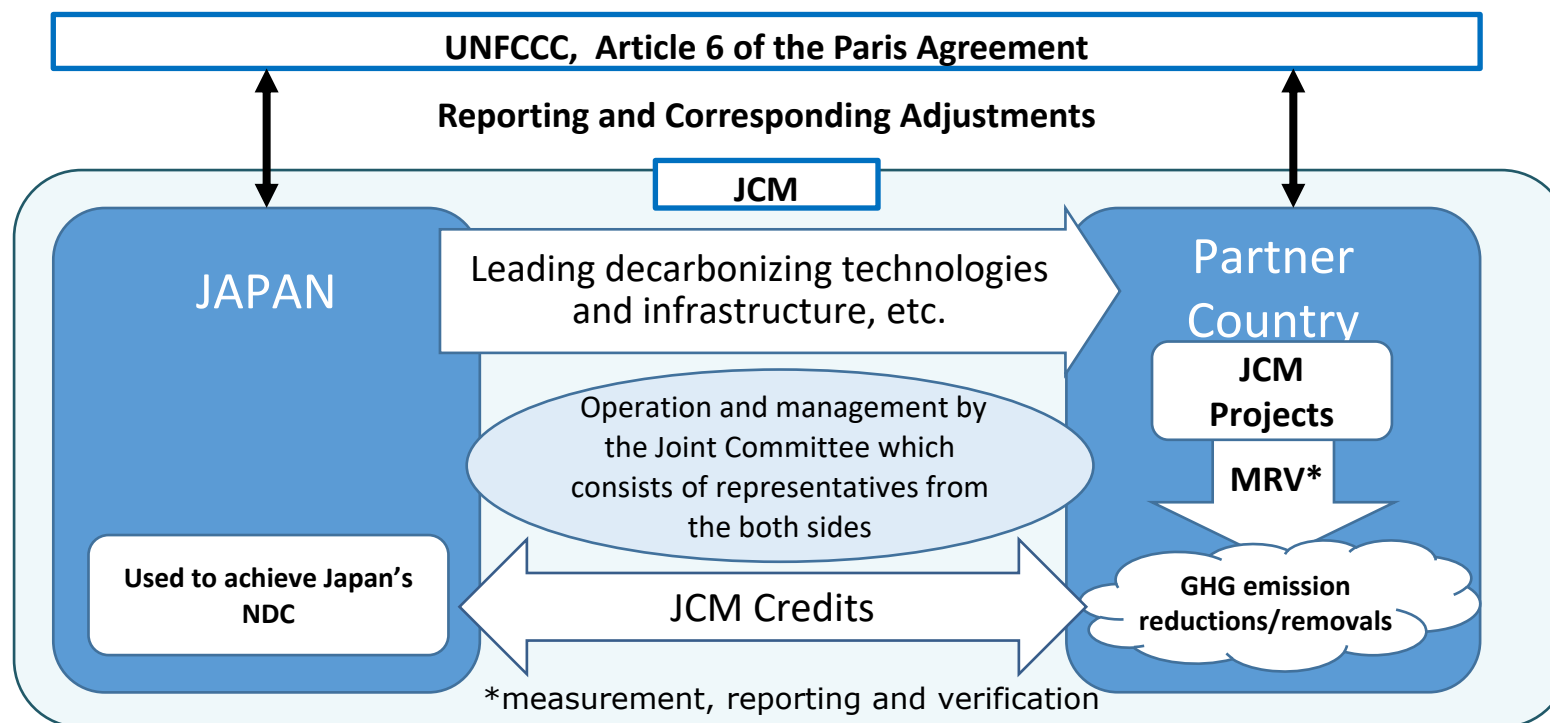 UNFCCC, Article 6 of the Paris Agreement
Reporting and Corresponding Adjustments
JCM
JAPAN
Leading decarbonizing technologies
and infrastructure, etc.
Partner
Country
JCM
Projects
Operation and management by
the Joint Committee which
consists of representatives from
the both sides
MRV*
Used to achieve Japan’s
NDC
JCM Credits
GHG emission
reductions/removals
*measurement, reporting and verification